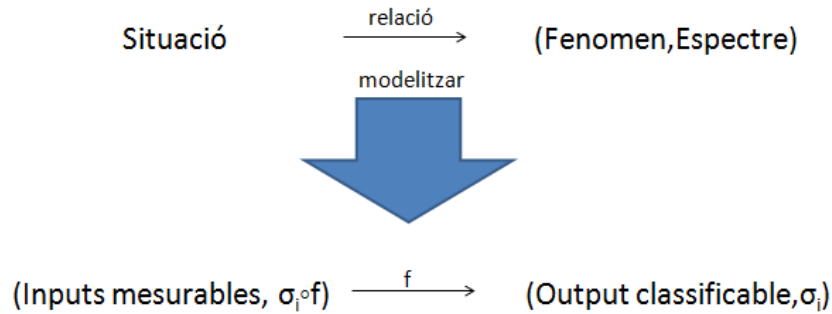 relació
Situació (Fenomen,Espectre)
modelitzar
f
(Inputs mesurables, σᵢ∘f) (Output classificable,σᵢ)